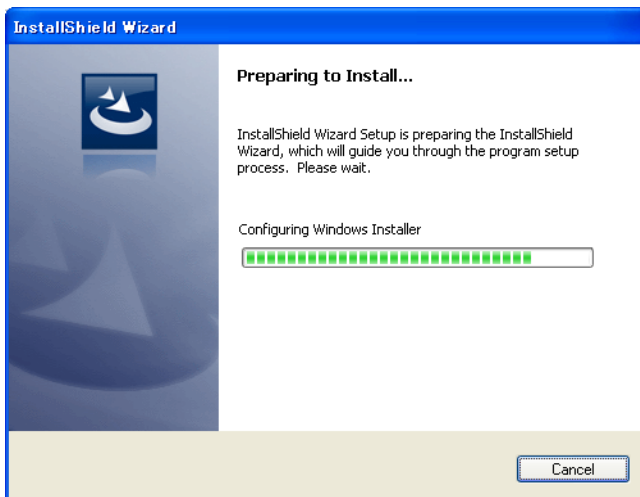 InstallShield Wizard
Preparing to Install...
InstallShield Wizard Setup is preparing the InstallShield
Wizard, which will guide you through the program setup
process.  Please wait.
Configuring Windows Installer
Cancel